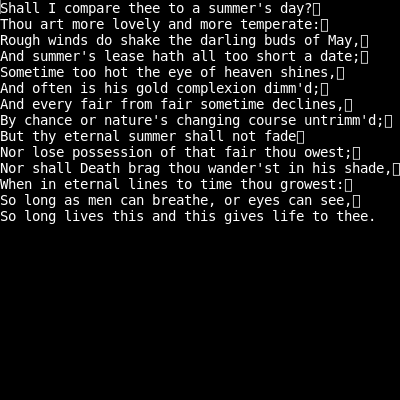 Shall I compare thee to a summer's day?
Thou art more lovely and more temperate:
Rough winds do shake the darling buds of May,
And summer's lease hath all too short a date;
Sometime too hot the eye of heaven shines,
And often is his gold complexion dimm'd;
And every fair from fair sometime declines,
By chance or nature's changing course untrimm'd;
But thy eternal summer shall not fade
Nor lose possession of that fair thou owest;
Nor shall Death brag thou wander'st in his shade,
When in eternal lines to time thou growest:
So long as men can breathe, or eyes can see,
So long lives this and this gives life to thee.